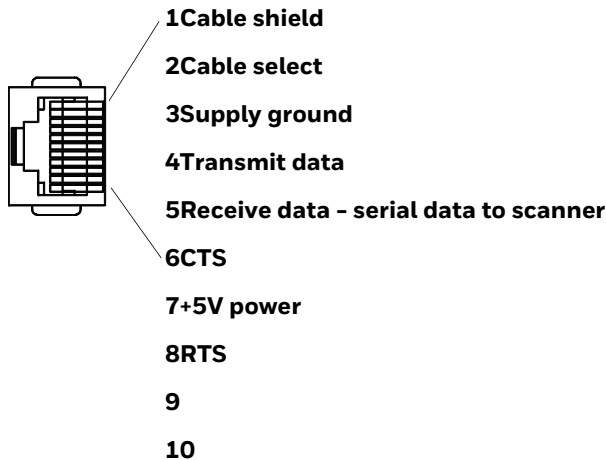 1Cable shield
2Cable select
3Supply ground
4Transmit data
5Receive data – serial data to scanner
6CTS
7+5V power
8RTS
9
10